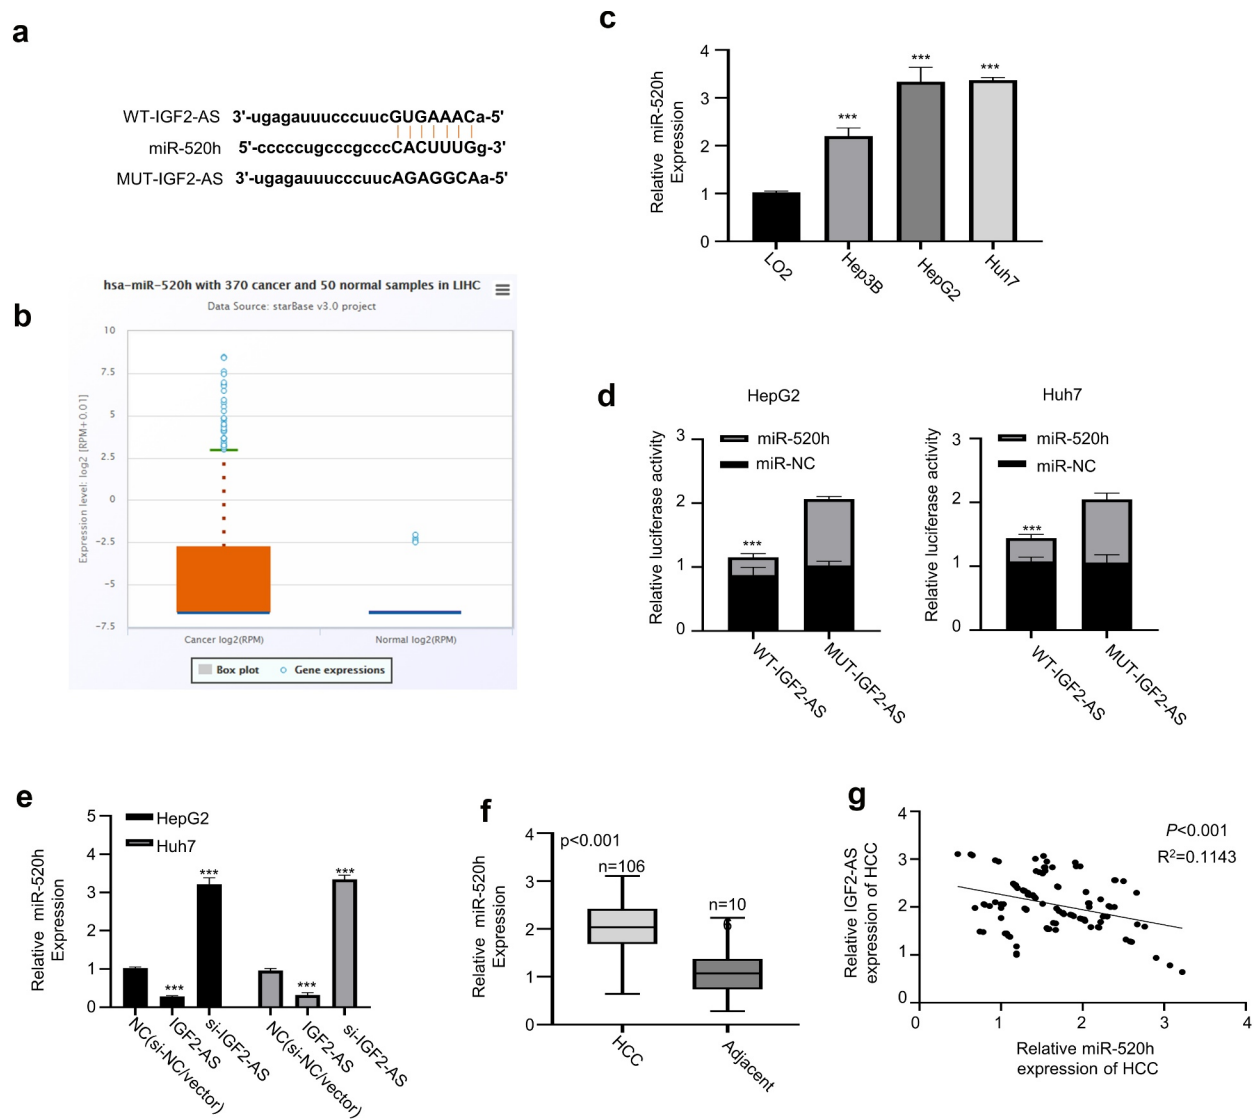 a
WT-IGF2-AS 3'-ugagauuucccuucGUGAAACa-5'
miR-520h 5'-cccccugcccgcccCACUUUGg-3'
MUT-IGF2-AS 3'-ugagauuucccuucAGAGGCAa-5'
b
hsa-miR-520h with 370 cancer and 50 normal samples in LIHC
Data Source: starBase v3.0 project
Expression level: log2 [RPM+0.01]
10
7.5
5
2.5
0
−2.5
−5
−7.5
Cancer log2(RPM)
Normal log2(RPM)
Box plot
Gene expressions
c
Relative miR-520h
Expression
4
3
2
1
0
***
***
***
LO2
Hep3B
HepG2
Huh7
d
HepG2
Relative luciferase activity
3
2
1
0
miR-520h
miR-NC
***
WT-IGF2-AS
MUT-IGF2-AS
Huh7
Relative luciferase activity
3
2
1
0
miR-520h
miR-NC
***
WT-IGF2-AS
MUT-IGF2-AS
e
Relative miR-520h
Expression
5
4
3
2
1
0
HepG2
Huh7
***
***
***
***
NC(si-NC/vector)
IGF2-AS
si-IGF2-AS
NC(si-NC/vector)
IGF2-AS
si-IGF2-AS
f
Relative miR-520h
Expression
4
3
2
1
0
p<0.001
n=106
n=10
6
HCC
Adjacent
g
Relative IGF2-AS
expression of HCC
4
3
2
1
0
P<0.001
R²=0.1143
0
1
2
3
4
Relative miR-520h
expression of HCC